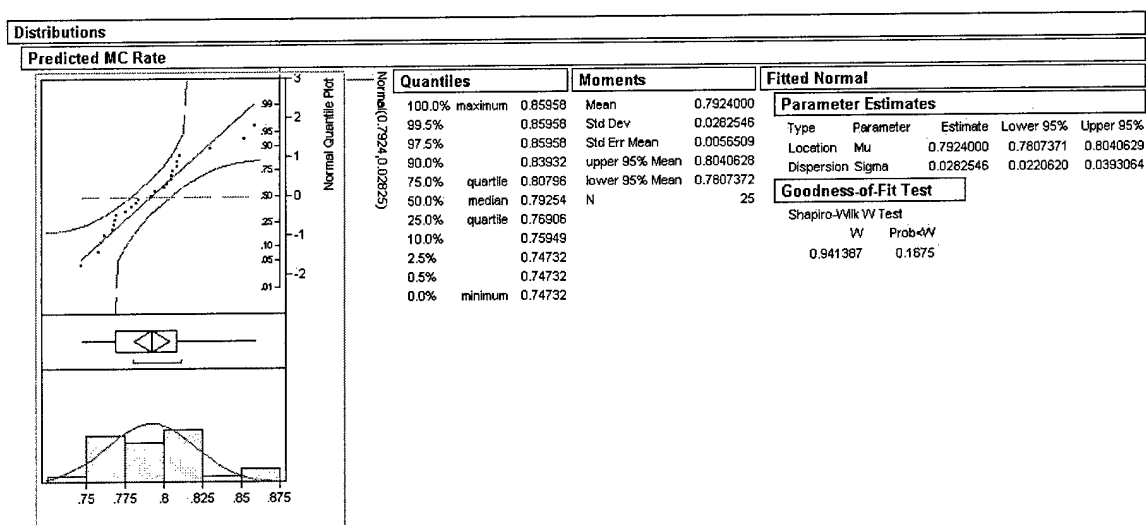 Distributions
Predicted MC Rate
3
2
1
0
-1
-2
.99
.95
.90
.75
.50
.25
.10
.05
.01
Normal Quantile Plot
Normal(0.7924,0.02825)
.75 .775 .8 .825 .85 .875
Quantiles
100.0% maximum 0.85958
99.5% 0.85958
97.5% 0.85958
90.0% 0.83932
75.0% quartile 0.80796
50.0% median 0.79254
25.0% quartile 0.76906
10.0% 0.75949
2.5% 0.74732
0.5% 0.74732
0.0% minimum 0.74732
Moments
Mean 0.7924000
Std Dev 0.0282546
Std Err Mean 0.0056509
upper 95% Mean 0.8040628
lower 95% Mean 0.7807372
N 25
Fitted Normal
Parameter Estimates
Type Parameter Estimate Lower 95% Upper 95%
Location Mu 0.7924000 0.7807371 0.8040629
Dispersion Sigma 0.0282546 0.0220620 0.0393064
Goodness-of-Fit Test
Shapiro-Wilk W Test
W Prob<W
0.941387 0.1675